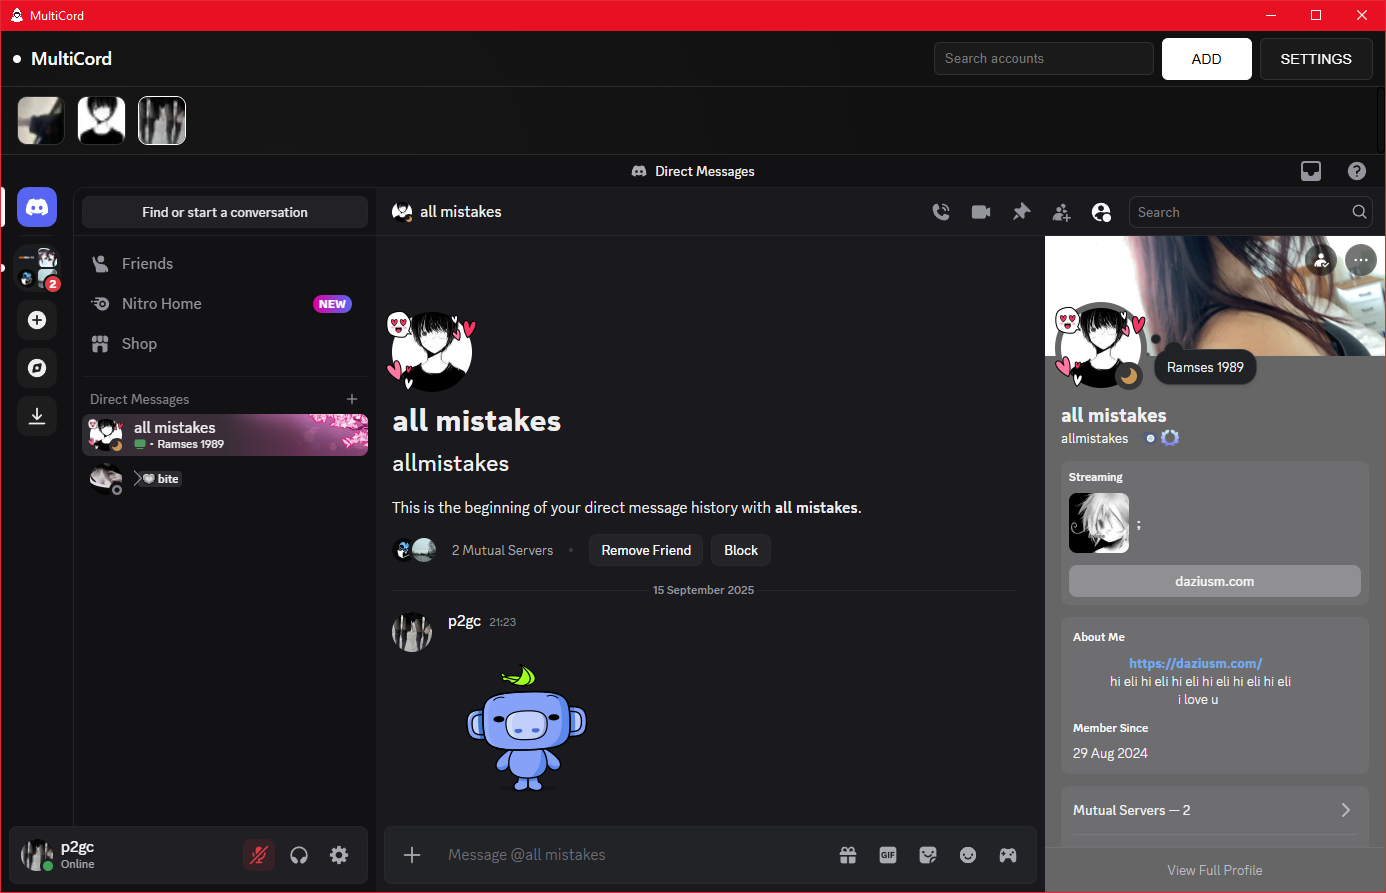 MultiCord
MultiCord
Search accounts
ADD
SETTINGS
Direct Messages
Find or start a conversation
all mistakes
Search
Friends
Nitro Home
NEW
Shop
2
Direct Messages
all mistakes
- Ramses 1989
bite
all mistakes
allmistakes
This is the beginning of your direct message history with all mistakes.
2 Mutual Servers
Remove Friend
Block
15 September 2025
p2gc 21:23
Ramses 1989
all mistakes
allmistakes
Streaming
;
daziusm.com
About Me
https://daziusm.com/
hi eli hi eli hi eli hi eli hi eli hi eli
i love u
Member Since
29 Aug 2024
Mutual Servers — 2
View Full Profile
p2gc
Online
Message @all mistakes
GIF